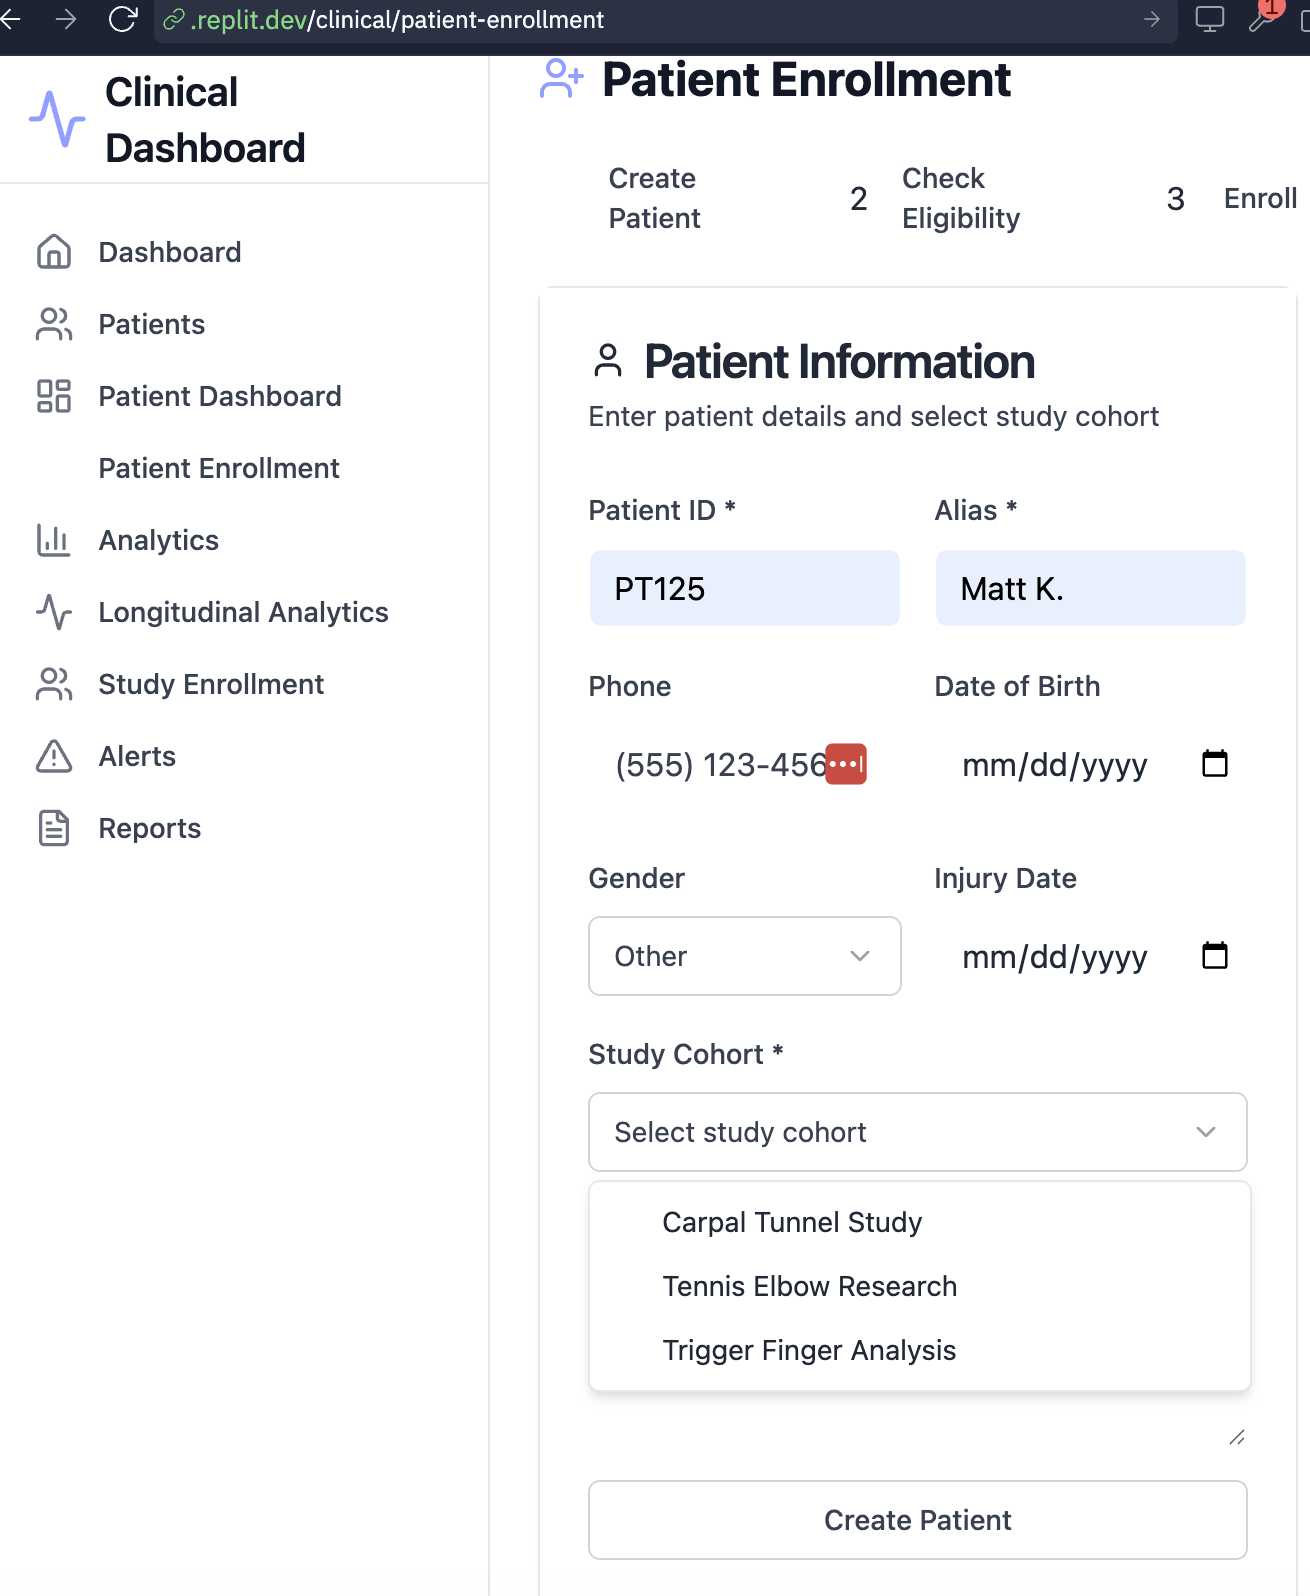 .replit.dev/clinical/patient-enrollment
1
Clinical
Dashboard
Dashboard
Patients
Patient Dashboard
Patient Enrollment
Analytics
Longitudinal Analytics
Study Enrollment
Alerts
Reports
Patient Enrollment
Create
Patient
2
Check
Eligibility
3
Enroll
Patient Information
Enter patient details and select study cohort
Patient ID *
Alias *
PT125
Matt K.
Phone
Date of Birth
(555) 123-456
mm/dd/yyyy
Gender
Injury Date
Other
mm/dd/yyyy
Study Cohort *
Select study cohort
Carpal Tunnel Study
Tennis Elbow Research
Trigger Finger Analysis
Create Patient